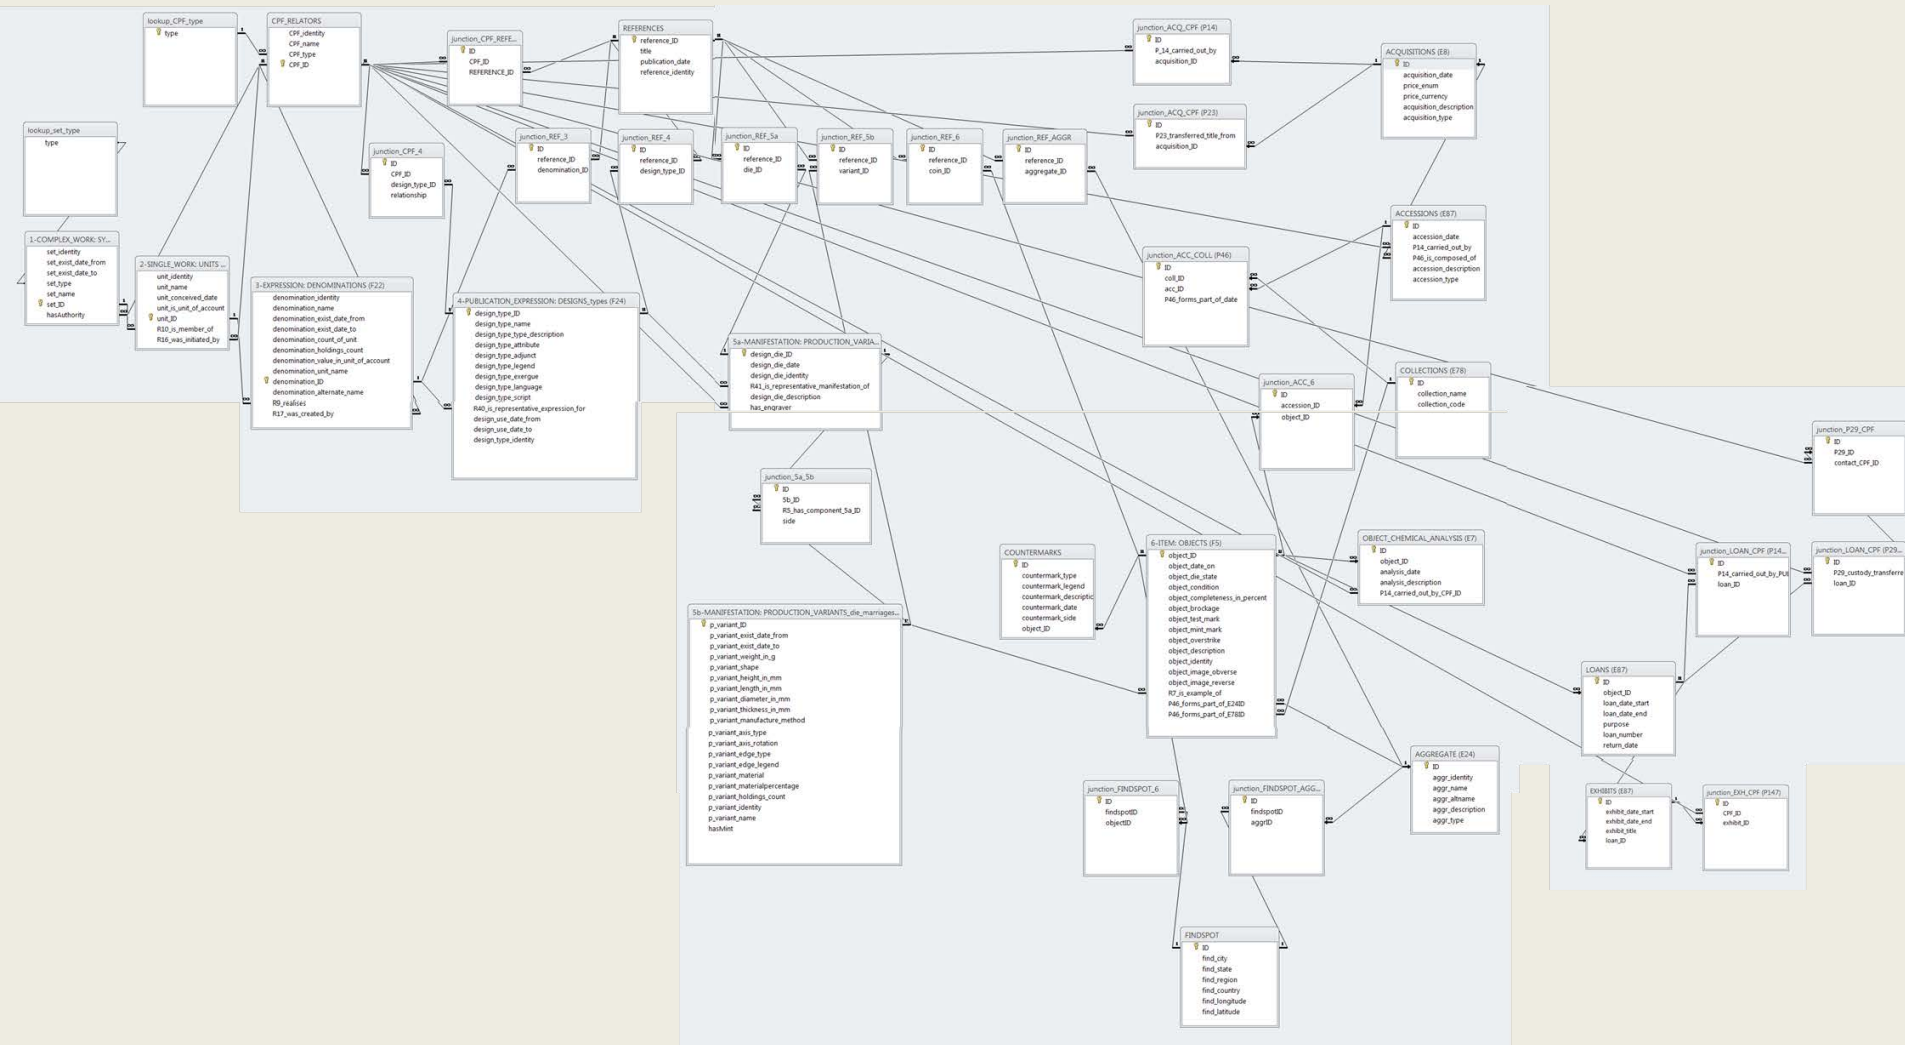 lookup_CPF_type
type
CPF_RELATORS
CPF_identity
CPF_name
CPF_type
CPF_ID
junction_CPF_REFE...
ID
CPF_ID
REFERENCE_ID
REFERENCES
reference_ID
title
publication_date
reference_identity
junction_ACQ_CPF (P14)
ID
P_14_carried_out_by
acquisition_ID
ACQUISITIONS (E8)
ID
acquisition_date
price_enum
price_currency
acquisition_description
acquisition_type
junction_ACQ_CPF (P23)
ID
P23_transferred_title_from
acquisition_ID
lookup_set_type
type
junction_CPF_4
ID
CPF_ID
design_type_ID
relationship
junction_REF_3
ID
reference_ID
denomination_ID
junction_REF_4
ID
reference_ID
design_type_ID
junction_REF_5a
ID
reference_ID
die_ID
junction_REF_5b
ID
reference_ID
variant_ID
junction_REF_6
ID
reference_ID
coin_ID
junction_REF_AGGR
ID
reference_ID
aggregate_ID
ACCESSIONS (E87)
ID
accession_date
P14_carried_out_by
P46_is_composed_of
accession_description
accession_type
1-COMPLEX_WORK: SY...
set_identity
set_exist_date_from
set_exist_date_to
set_type
set_name
set_ID
hasAuthority
2-SINGLE_WORK: UNITS ...
unit_identity
unit_name
unit_conceived_date
unit_is_unit_of_account
unit_ID
R10_is_member_of
R16_was_initiated_by
3-EXPRESSION: DENOMINATIONS (F22)
denomination_identity
denomination_name
denomination_exist_date_from
denomination_exist_date_to
denomination_count_of_unit
denomination_holdings_count
denomination_value_in_unit_of_account
denomination_unit_name
denomination_ID
denomination_alternate_name
R9_realises
R17_was_created_by
4-PUBLICATION_EXPRESSION: DESIGNS_types (F24)
design_type_ID
design_type_name
design_type_type_description
design_type_attribute
design_type_adjunct
design_type_legend
design_type_exergue
design_type_language
design_type_script
R40_is_representative_expression_for
design_use_date_from
design_use_date_to
design_type_identity
junction_ACC_COLL (P46)
ID
coll_ID
acc_ID
P46_forms_part_of_date
5a-MANIFESTATION: PRODUCTION_VARIA...
design_die_ID
design_die_date
design_die_identity
R41_is_representative_manifestation_of
design_die_description
has_engraver
junction_ACC_6
ID
accession_ID
object_ID
COLLECTIONS (E78)
ID
collection_name
collection_code
junction_P29_CPF
ID
P29_ID
contact_CPF_ID
junction_5a_5b
ID
5b_ID
R5_has_component_5a_ID
side
COUNTERMARKS
ID
countermark_type
countermark_legend
countermark_descriptic
countermark_date
countermark_side
object_ID
6-ITEM: OBJECTS (F5)
object_ID
object_date_on
object_die_state
object_condition
object_completeness_in_percent
object_brockage
object_test_mark
object_mint_mark
object_overstrike
object_description
object_identity
object_image_obverse
object_image_reverse
R7_is_example_of
P46_forms_part_of_E24ID
P46_forms_part_of_E78ID
OBJECT_CHEMICAL_ANALYSIS (E7)
ID
object_ID
analysis_date
analysis_description
P14_carried_out_by_CPF_ID
junction_LOAN_CPF (P14...
ID
P14_carried_out_by_PUI
loan_ID
junction_LOAN_CPF (P29...
ID
P29_custody_transferre
loan_ID
5b-MANIFESTATION: PRODUCTION_VARIANTS_die_marriages...
p_variant_ID
p_variant_exist_date_from
p_variant_exist_date_to
p_variant_weight_in_g
p_variant_shape
p_variant_height_in_mm
p_variant_length_in_mm
p_variant_diameter_in_mm
p_variant_thickness_in_mm
p_variant_manufacture_method
p_variant_axis_type
p_variant_axis_rotation
p_variant_edge_type
p_variant_edge_legend
p_variant_material
p_variant_materialpercentage
p_variant_holdings_count
p_variant_identity
p_variant_name
hasMint
LOANS (E87)
ID
object_ID
loan_date_start
loan_date_end
purpose
loan_number
return_date
AGGREGATE (E24)
ID
aggr_identity
aggr_name
aggr_altname
aggr_description
aggr_type
junction_FINDSPOT_6
ID
findspotID
objectID
junction_FINDSPOT_AGG...
ID
findspotID
aggrID
EXHIBITS (E87)
ID
exhibit_date_start
exhibit_date_end
exhibit_title
loan_ID
junction_EXH_CPF (P147)
ID
CPF_ID
exhibit_ID
FINDSPOT
ID
find_city
find_state
find_region
find_country
find_longitude
find_latitude